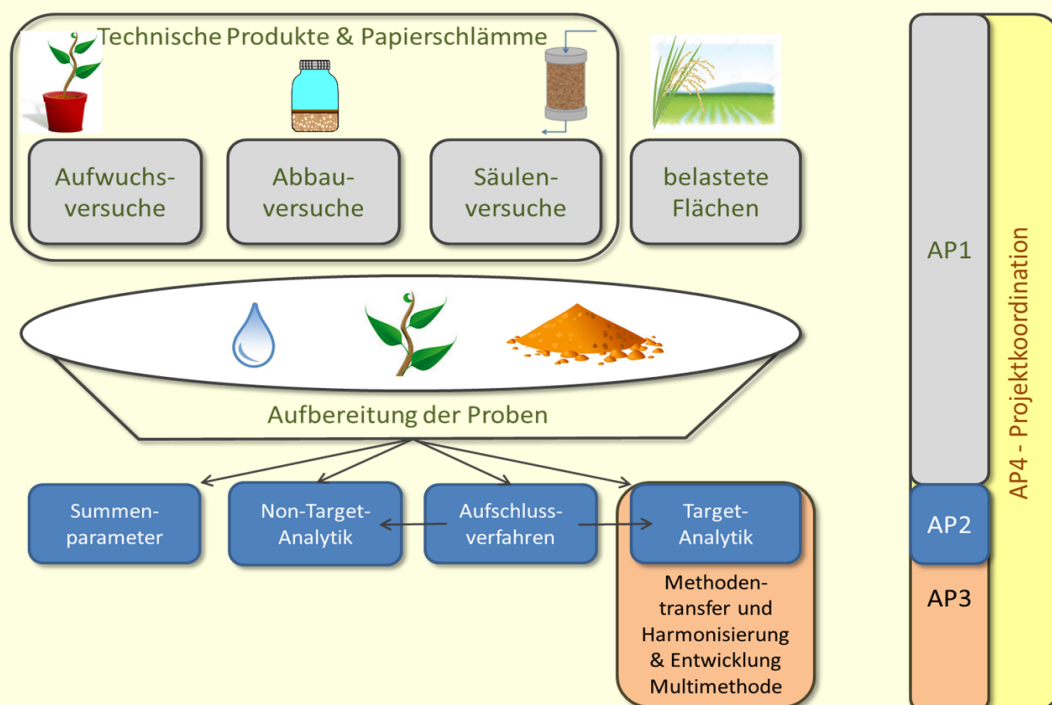 Technische Produkte & Papierschlämme
Aufwuchs-
versuche
Abbau-
versuche
Säulen-
versuche
belastete
Flächen
Aufbereitung der Proben
Summen-
parameter
Non-Target-
Analytik
Aufschluss-
verfahren
Target-
Analytik
Methoden-
transfer und
Harmonisierung
& Entwicklung
Multimethode
AP1
AP2
AP3
AP4 - Projektkoordination